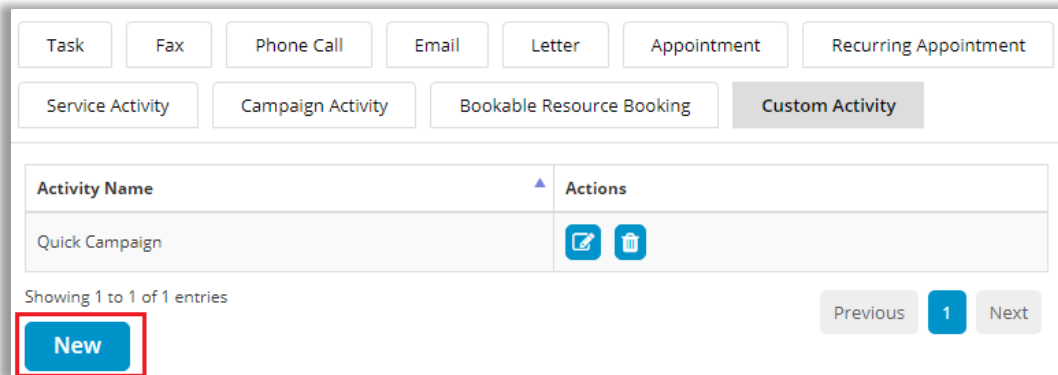 Task Fax Phone Call Email Letter Appointment Recurring Appointment
Service Activity Campaign Activity Bookable Resource Booking Custom Activity
Activity Name Actions
Quick Campaign
Showing 1 to 1 of 1 entries
Previous 1 Next
New